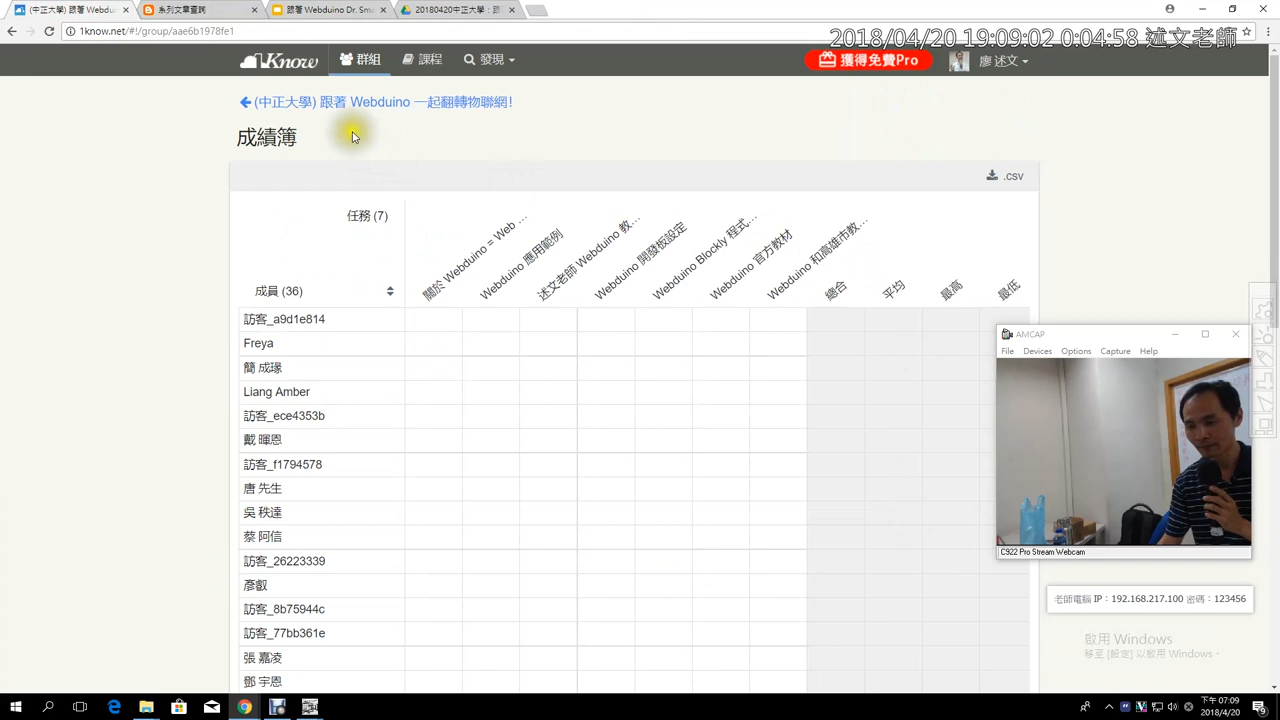 (中正大學) 跟著 Webdu
系列文章查詢
跟著 Webduino Dr. Sma
20180420中正大學：跟
1know.net/#!/group/aae6b1978fe1
2018/04/20 19:09:02 0:04:58 述文老師
1Know
群組
課程
發現
獲得免費Pro
廖 述文
(中正大學) 跟著 Webduino 一起翻轉物聯網!
成績簿
.csv
任務 (7)
關於 Webduino = Web ...
Webduino 應用範例
述文老師 Webduino 教...
Webduino 開發板設定
Webduino Blockly 程式...
Webduino 官方教材
Webduino 和高雄市教...
總合
平均
最高
最低
成員 (36)
訪客_a9d1e814
Freya
簡 成瑑
Liang Amber
訪客_ece4353b
戴 暉恩
訪客_f1794578
唐 先生
吳 秩達
蔡 阿信
訪客_26223339
彥叡
訪客_8b75944c
訪客_77bb361e
張 嘉凌
鄧 宇恩
AMCAP
File Devices Options Capture Help
C922 Pro Stream Webcam
老師電腦 IP：192.168.217.100 密碼：123456
啟用 Windows
移至 [設定] 以啟用 Windows。
下午 07:09
2018/4/20